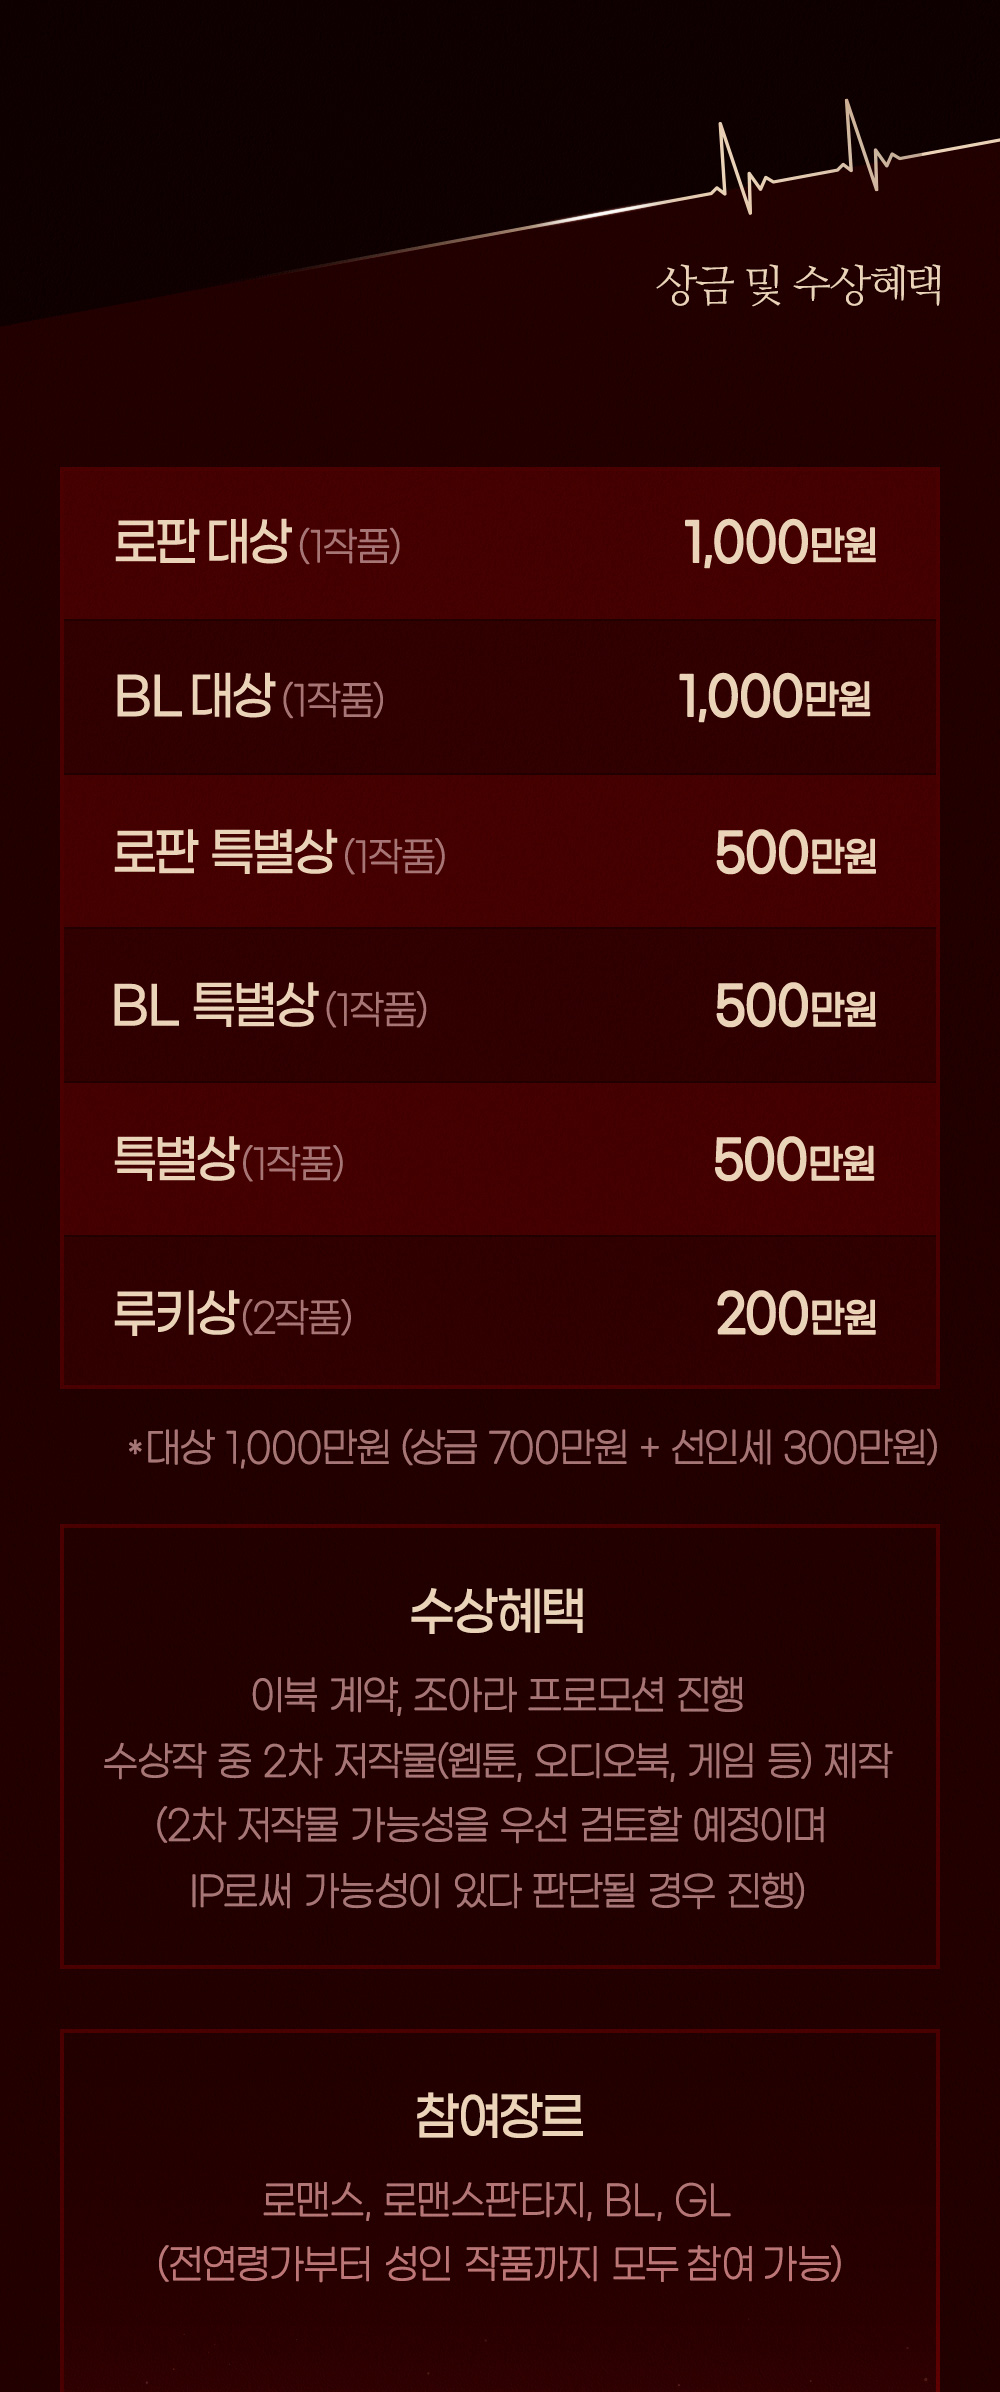 상금 및 수상혜택
로판 대상 (1작품) 1,000만원
BL 대상 (1작품) 1,000만원
로판 특별상 (1작품) 500만원
BL 특별상 (1작품) 500만원
특별상(1작품) 500만원
루키상(2작품) 200만원
*대상 1,000만원 (상금 700만원 + 선인세 300만원)
수상혜택
이북 계약, 조아라 프로모션 진행
수상작 중 2차 저작물(웹툰, 오디오북, 게임 등) 제작
(2차 저작물 가능성을 우선 검토할 예정이며
IP로써 가능성이 있다 판단될 경우 진행)
참여장르
로맨스, 로맨스판타지, BL, GL
(전연령가부터 성인 작품까지 모두 참여 가능)